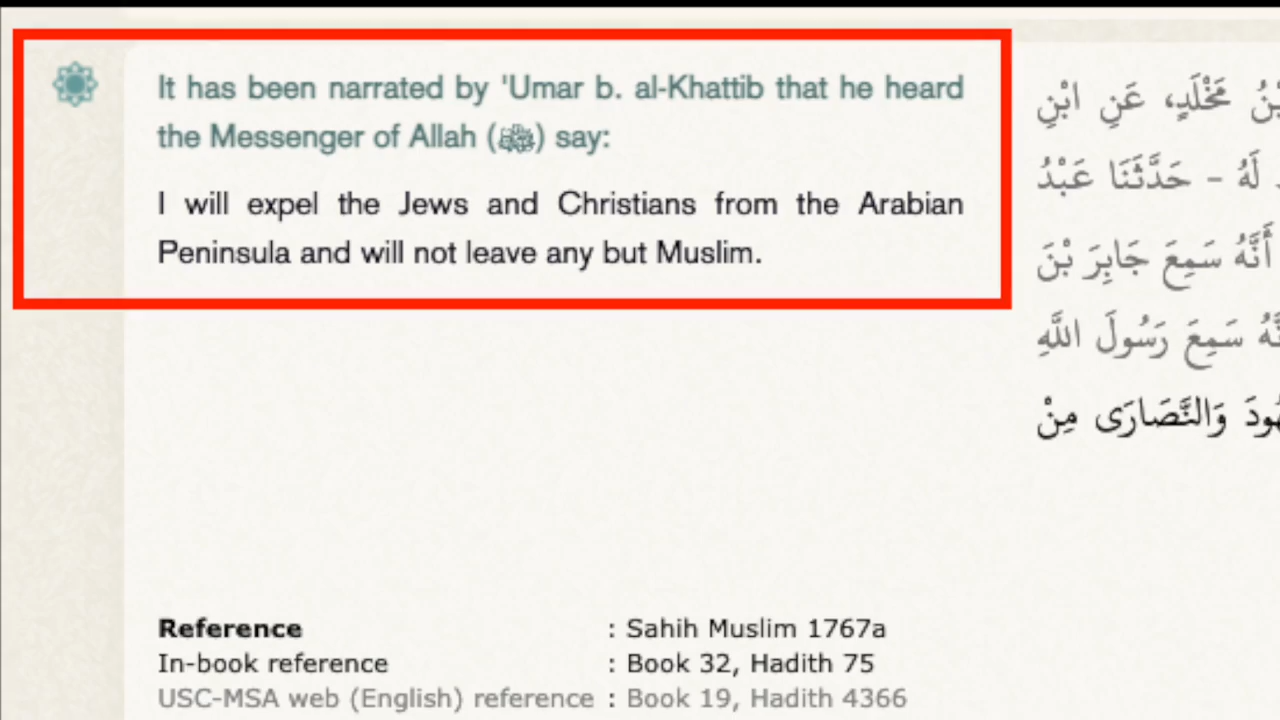 It has been narrated by 'Umar b. al-Khattib that he heard
the Messenger of Allah (ﷺ) say:
I will expel the Jews and Christians from the Arabian
Peninsula and will not leave any but Muslim.
مَخْلَدٍ، عَنِ ابْنِ
لَهُ - حَدَّثَنَا عَبْدُ
أَنَّهُ سَمِعَ جَابِرَ بْنَ
سَمِعَ رَسُولَ اللَّهِ
وَالنَّصَارَى مِنْ
Reference : Sahih Muslim 1767a
In-book reference : Book 32, Hadith 75
USC-MSA web (English) reference : Book 19, Hadith 4366